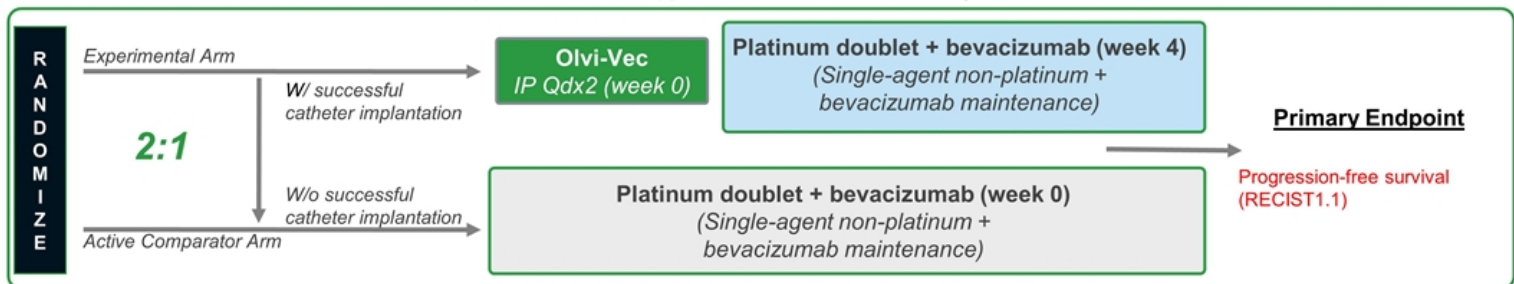 RANDOMIZE
Experimental Arm
W/ successful
catheter implantation
2:1
W/o successful
catheter implantation
Active Comparator Arm
Olvi-Vec
IP Qdx2 (week 0)
Platinum doublet + bevacizumab (week 4)
(Single-agent non-platinum +
bevacizumab maintenance)
Platinum doublet + bevacizumab (week 0)
(Single-agent non-platinum +
bevacizumab maintenance)
Primary Endpoint
Progression-free survival
(RECIST1.1)